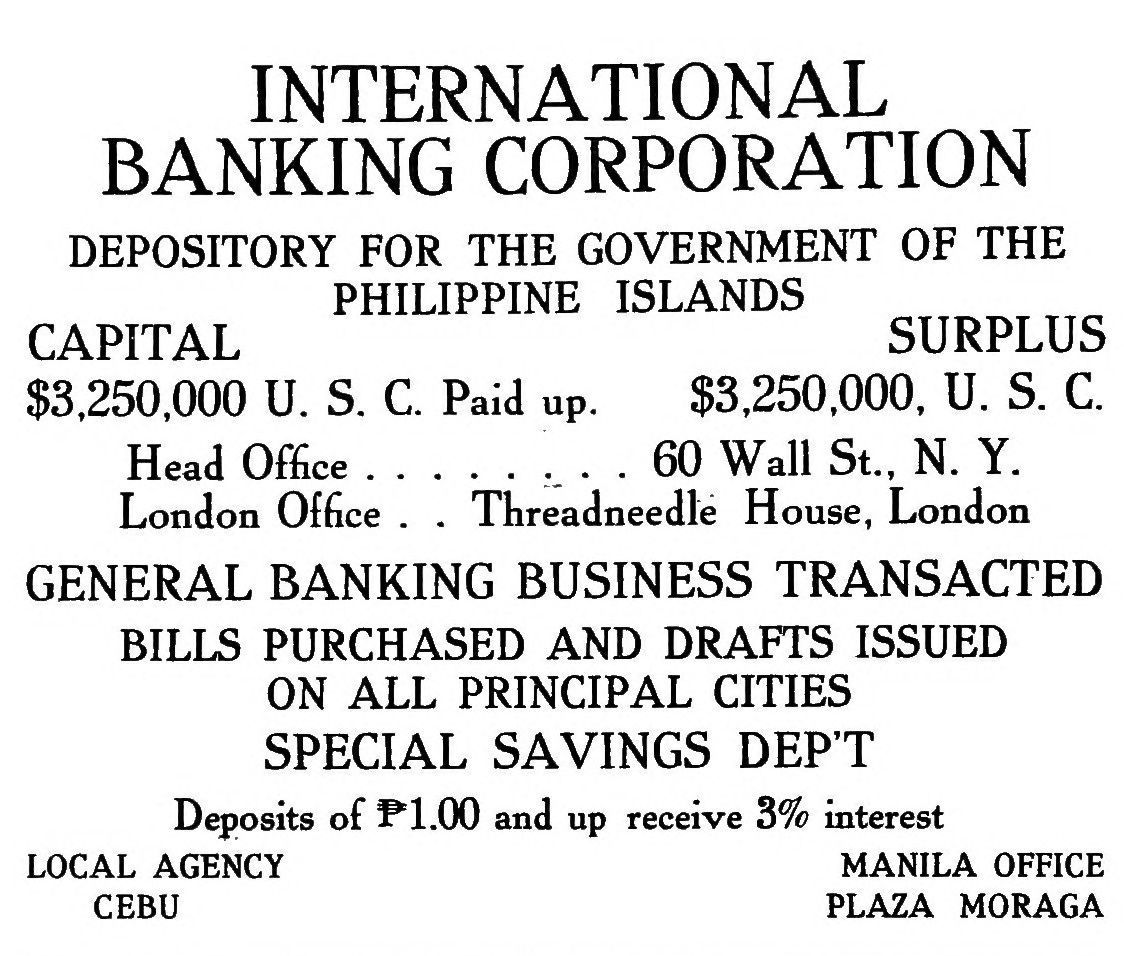 INTERNATIONAL
BANKING CORPORATION
DEPOSITORY FOR THE GOVERNMENT OF THE
PHILIPPINE ISLANDS
CAPITAL SURPLUS
$3,250,000 U. S. C. Paid up. $3,250,000, U. S. C.
Head Office . . . . . . . . 60 Wall St., N. Y.
London Office . . Threadneedle House, London
GENERAL BANKING BUSINESS TRANSACTED
BILLS PURCHASED AND DRAFTS ISSUED
ON ALL PRINCIPAL CITIES
SPECIAL SAVINGS DEP'T
Deposits of ₱1.00 and up receive 3% interest
LOCAL AGENCY MANILA OFFICE
CEBU PLAZA MORAGA